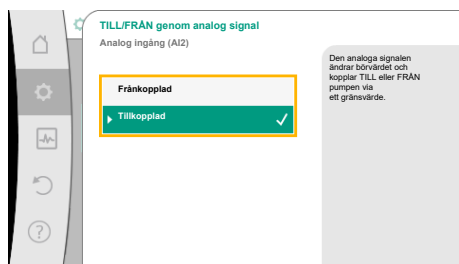 TILL/FRÅN genom analog signal
Analog ingång (AI2)
Frånkopplad
Tillkopplad
Den analoga signalen
ändrar börvärdet och
kopplar TILL eller FRÅN
pumpen via
ett gränsvärde.
?